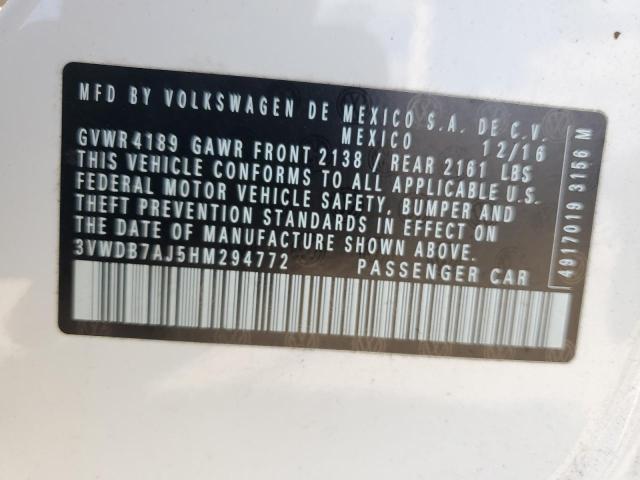 MFD BY VOLKSWAGEN DE MEXICO S.A. DE C.V.
MEXICO 12/16
GVWR 4189 GAWR FRONT 2138 / REAR 2161 LBS
THIS VEHICLE CONFORMS TO ALL APPLICABLE U.S.
FEDERAL MOTOR VEHICLE SAFETY, BUMPER AND
THEFT PREVENTION STANDARDS IN EFFECT ON
THE DATE OF MANUFACTURE SHOWN ABOVE.
3VWDB7AJ5HM294772 PASSENGER CAR
4917019 3156 M